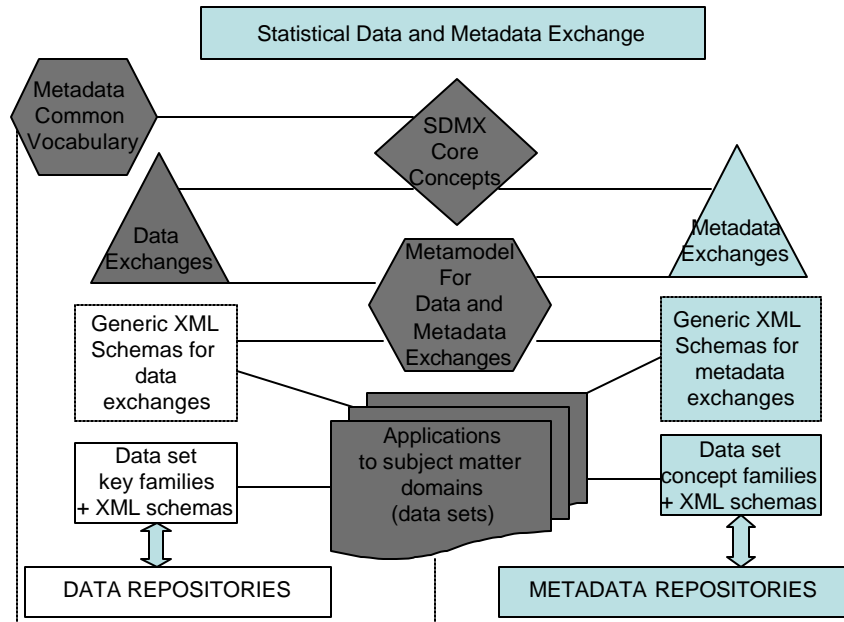 Statistical Data and Metadata Exchange
Metadata
Common
Vocabulary
SDMX
Core
Concepts
Data
Exchanges
Metadata
Exchanges
Metamodel
For
Data and
Metadata
Exchanges
Generic XML
Schemas for
data
exchanges
Generic XML
Schemas for
metadata
exchanges
Applications
to subject matter
domains
(data sets)
Data set
key families
+ XML schemas
Data set
concept families
+ XML schemas
DATA REPOSITORIES
METADATA REPOSITORIES